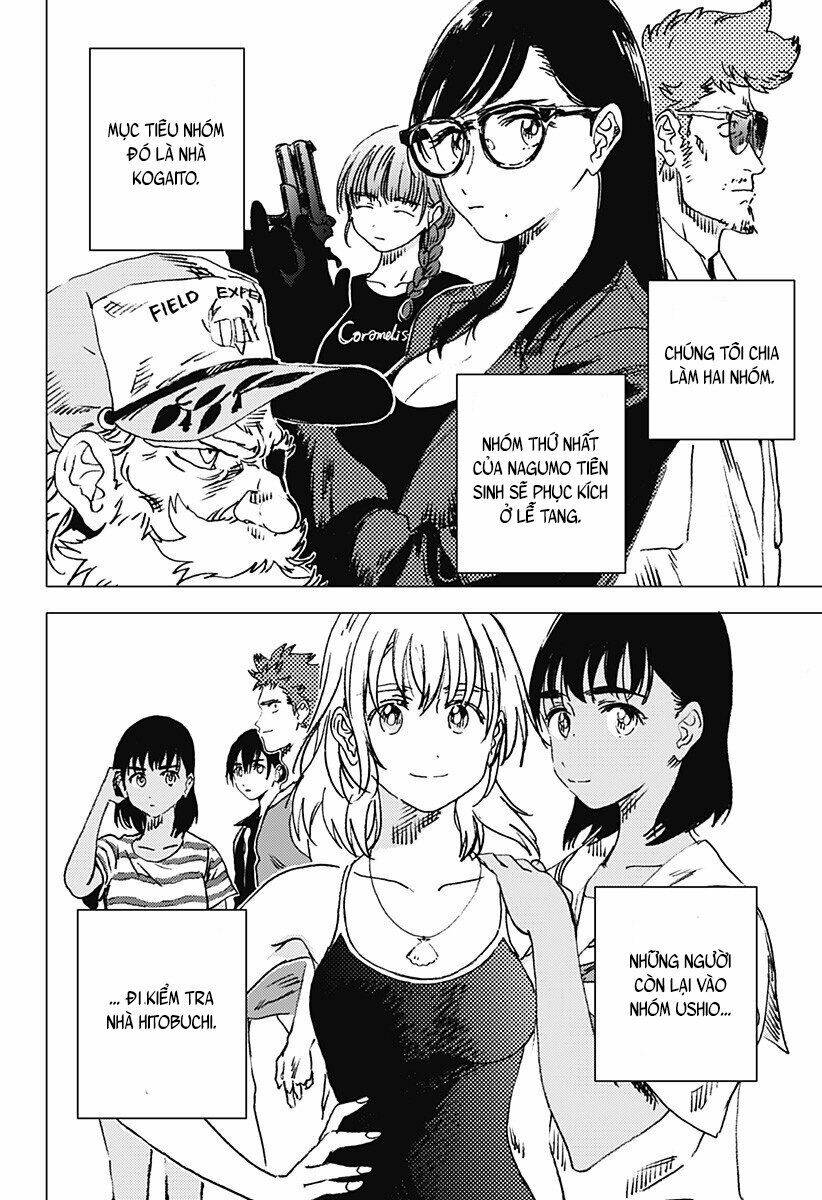 CHÚNG TÔI CHIA
LÀM HAI NHÓM.
NHÓM THỨ NHẤT
CỦA NAGUMO TIÊN
SINH SẼ PHỤC KÍCH
Ở LỄ TANG.
MỤC TIÊU NHÓM
ĐÓ LÀ NHÀ
KOGAITO.
FIELD EXPE
Coromelis
NHỮNG NGƯỜI
CÒN LẠI VÀO
NHÓM USHIO...
... ĐI KIỂM TRA
NHÀ HITOBUCHI.